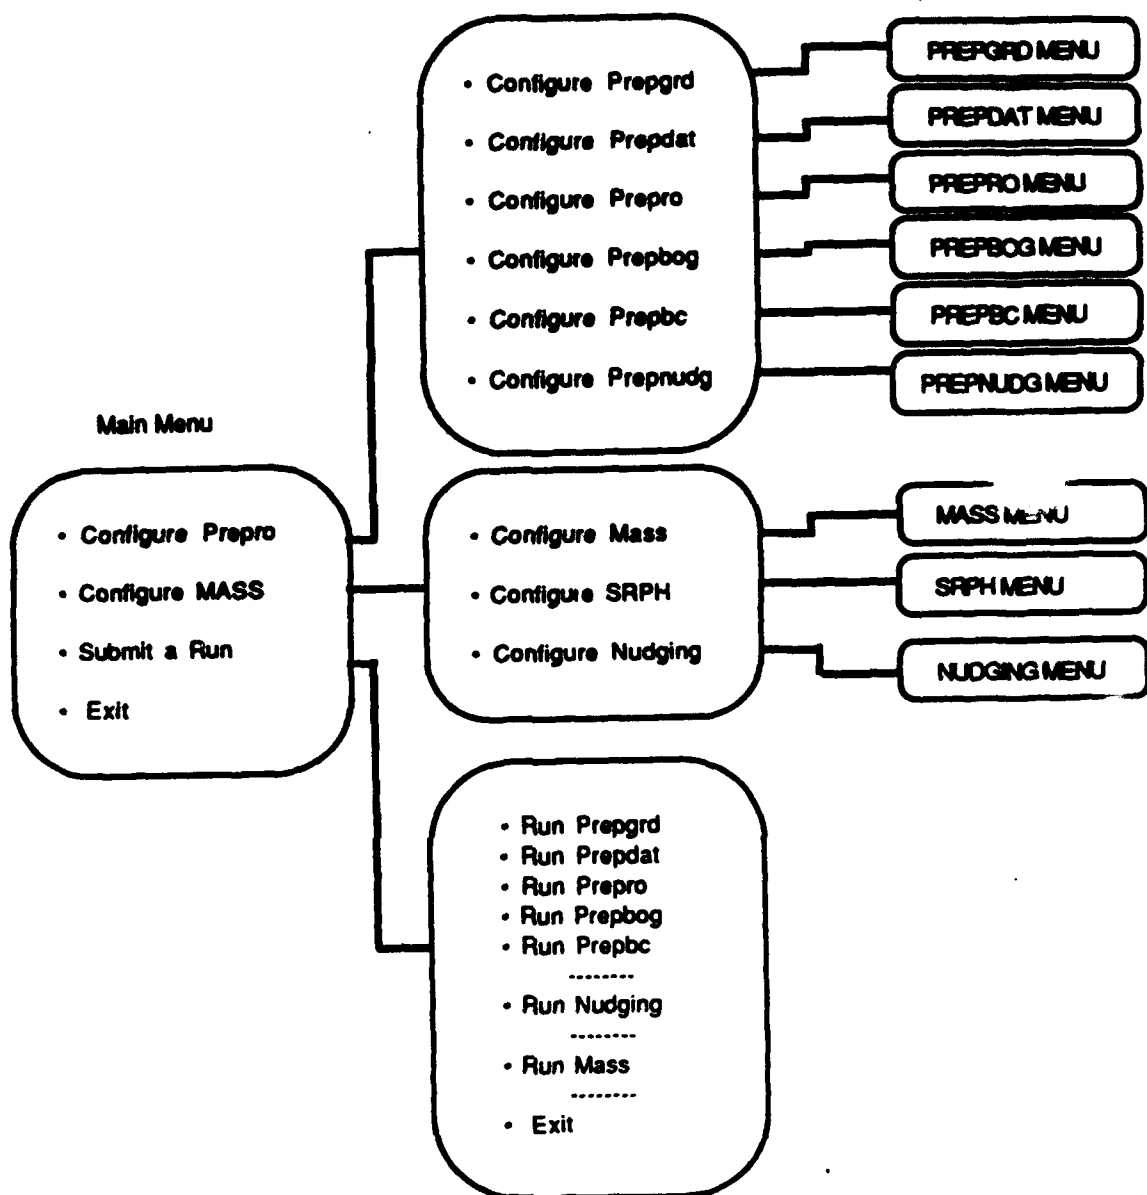 • Configure Prepgrd
• Configure Prepdat
• Configure Prepro
• Configure Prepbog
• Configure Prepbc
• Configure Prepnudg
PREPGRD MENU
PREPDAT MENU
PREPRO MENU
PREPBOG MENU
PREPBC MENU
PREPNUDG MENU
Main Menu
• Configure Prepro
• Configure MASS
• Submit a Run
• Exit
• Configure Mass
• Configure SRPH
• Configure Nudging
MASS MENU
SRPH MENU
NUDGING MENU
• Run Prepgrd
• Run Prepdat
• Run Prepro
• Run Prepbog
• Run Prepbc
--------
• Run Nudging
--------
• Run Mass
--------
• Exit